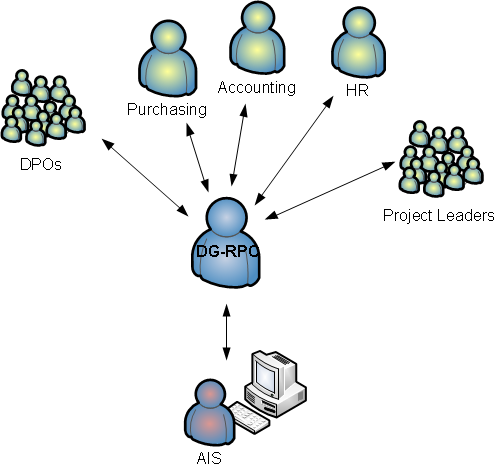 Purchasing
Accounting
HR
DPOs
Project Leaders
DG-RPO
AIS